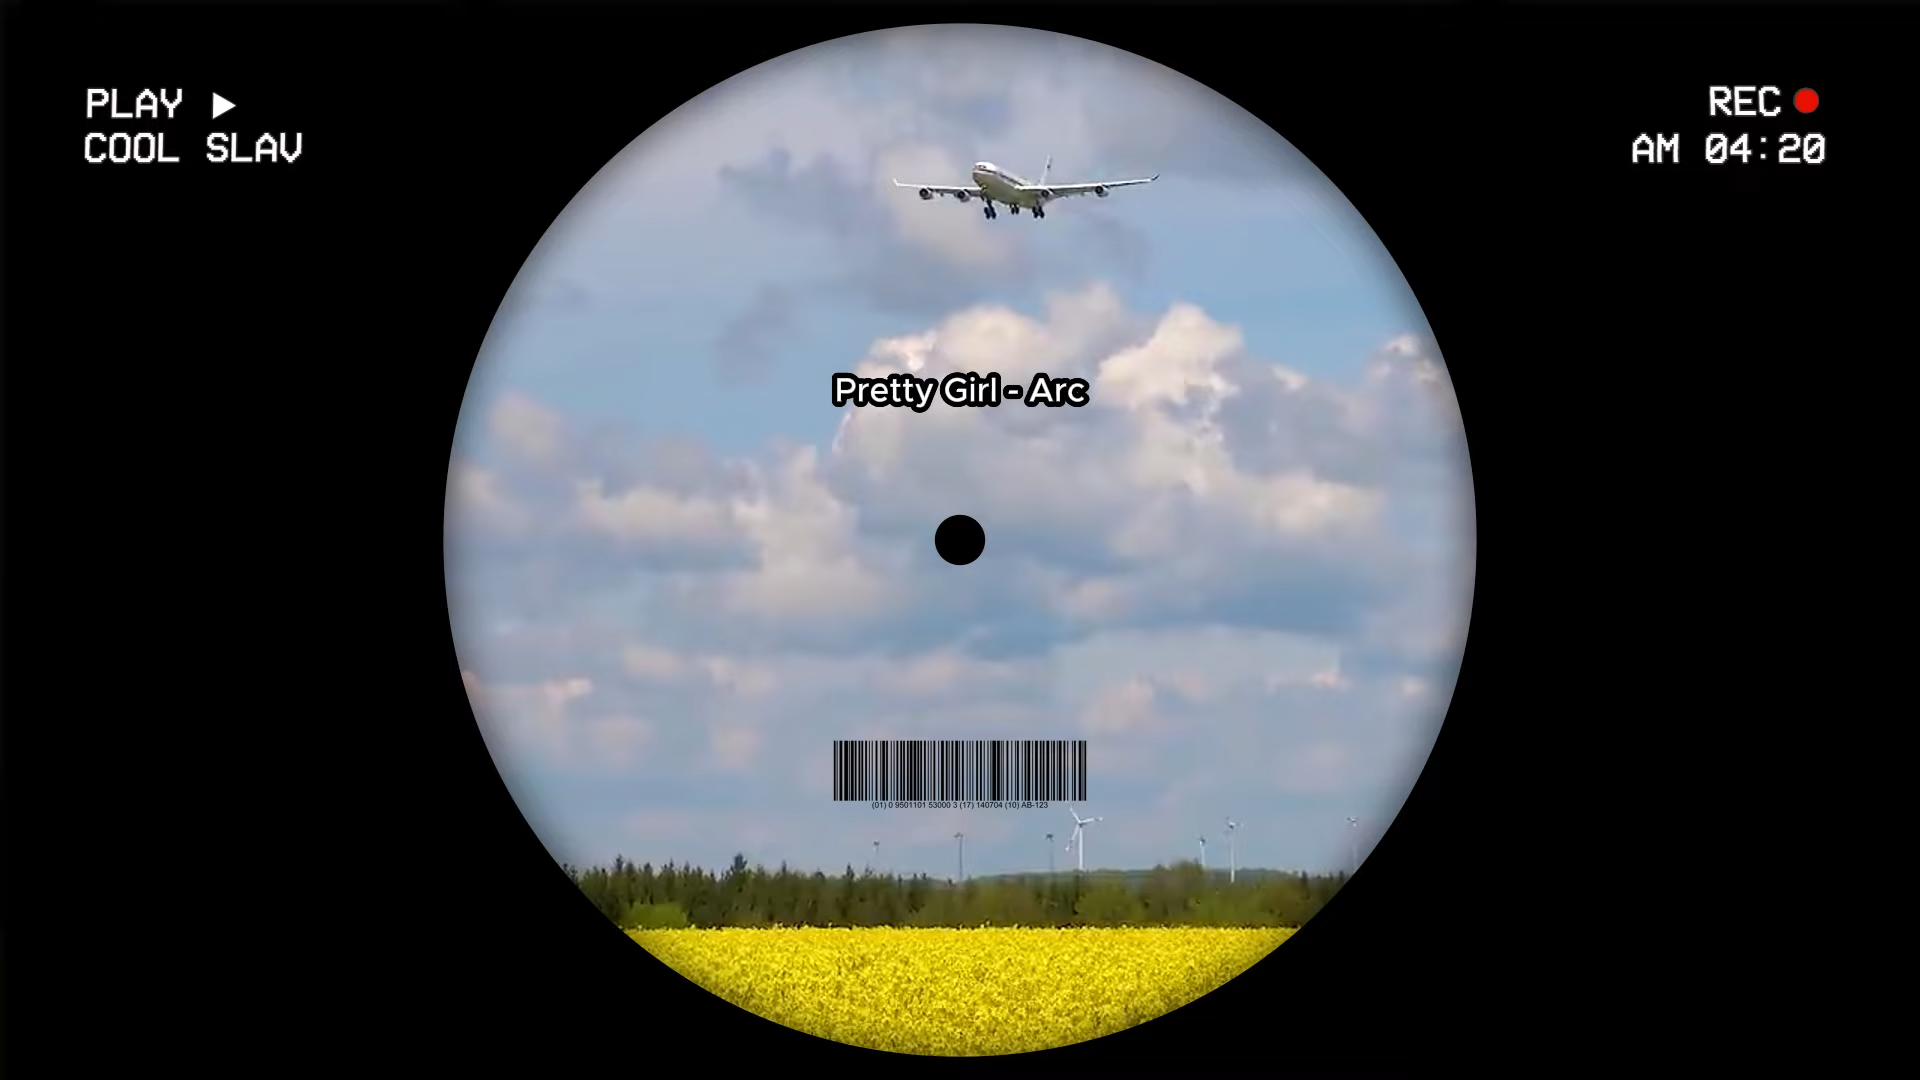 PLAY ▶
COOL SLAV
REC
AM 04:20
Pretty Girl - Arc
(01) 0 9501101 53000 3 (17) 140704 (10) AB-123